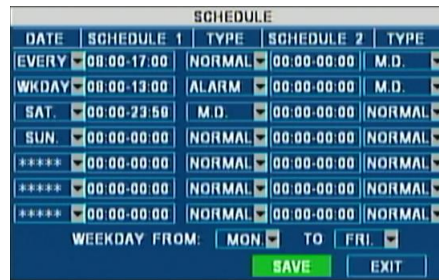 SCHEDULE
DATE SCHEDULE 1 TYPE SCHEDULE 2 TYPE
EVERY 08:00-17:00 NORMAL 00:00-00:00 M.D.
WKDAY 08:00-13:00 ALARM 00:00-00:00 M.D.
SAT. 00:00-23:50 M.D. 00:00-00:00 NORMAL
SUN. 00:00-00:00 NORMAL 00:00-00:00 NORMAL
***** 00:00-00:00 NORMAL 00:00-00:00 NORMAL
***** 00:00-00:00 NORMAL 00:00-00:00 NORMAL
***** 00:00-00:00 NORMAL 00:00-00:00 NORMAL
WEEKDAY FROM: MON. TO FRI.
SAVE EXIT